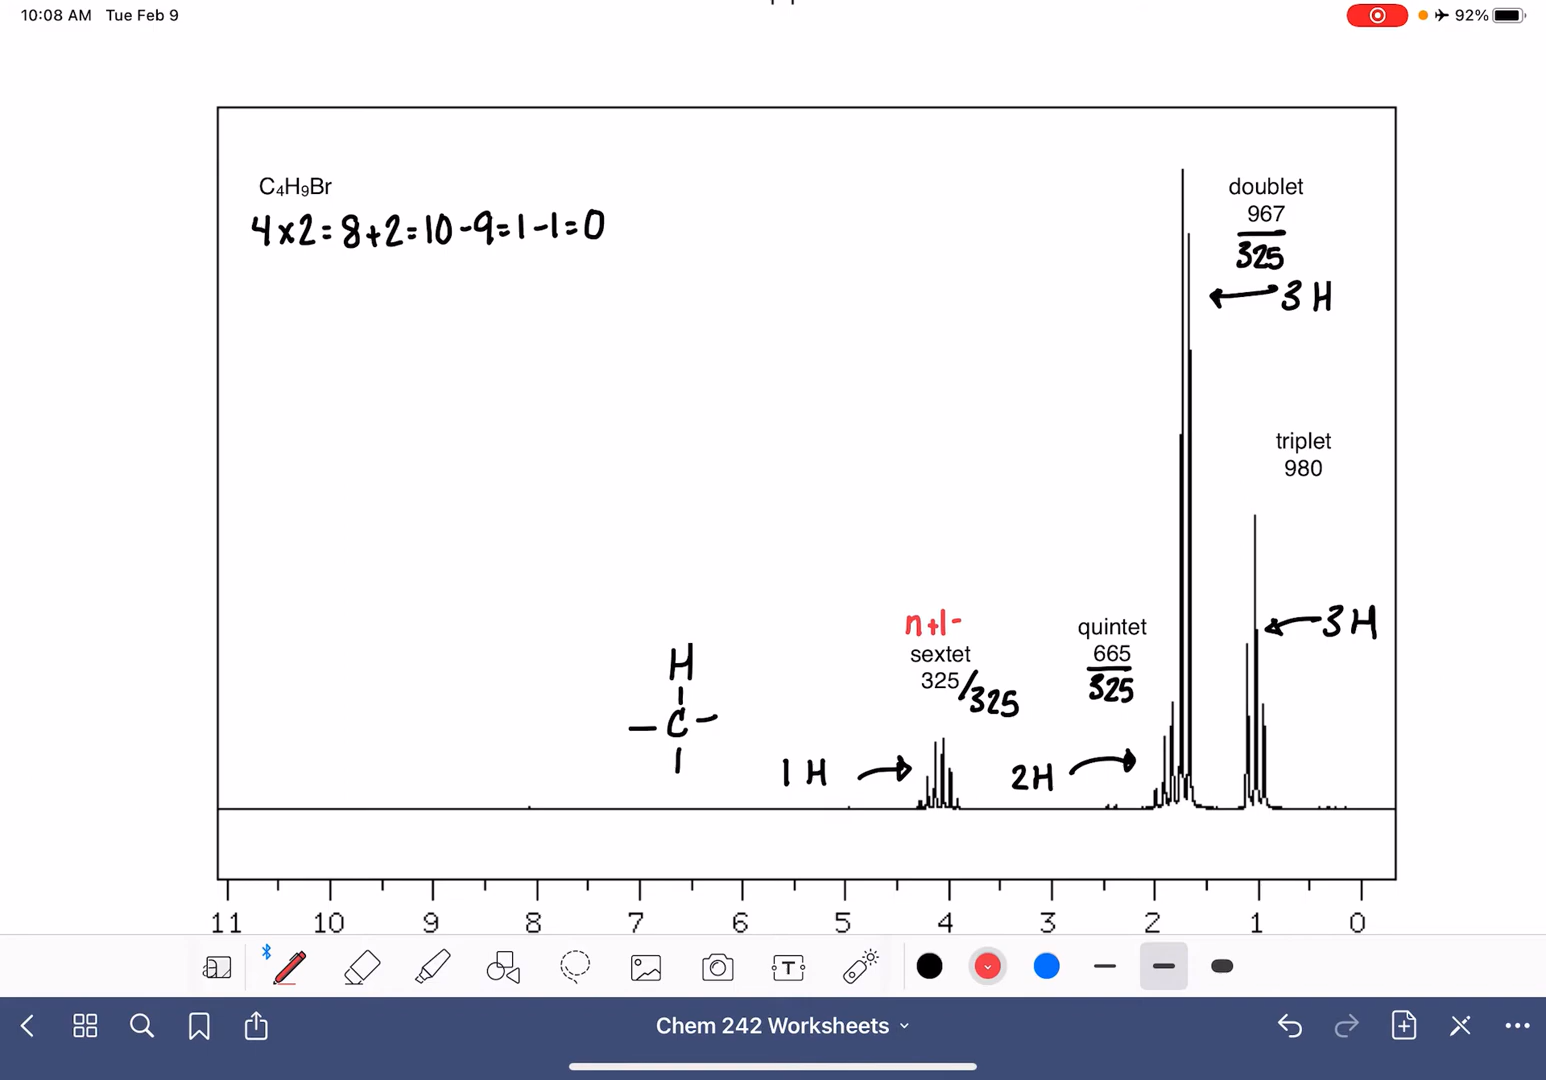 10:08 AM Tue Feb 9
92%
C₄H₉Br
4x2=8+2=10-9=1-1=0
doublet
967
325
3 H
triplet
980
3 H
n+1-
sextet
325/325
quintet
665
325
H
- C -
1 H
2H
11 10 9 8 7 6 5 4 3 2 1 0
T
Chem 242 Worksheets